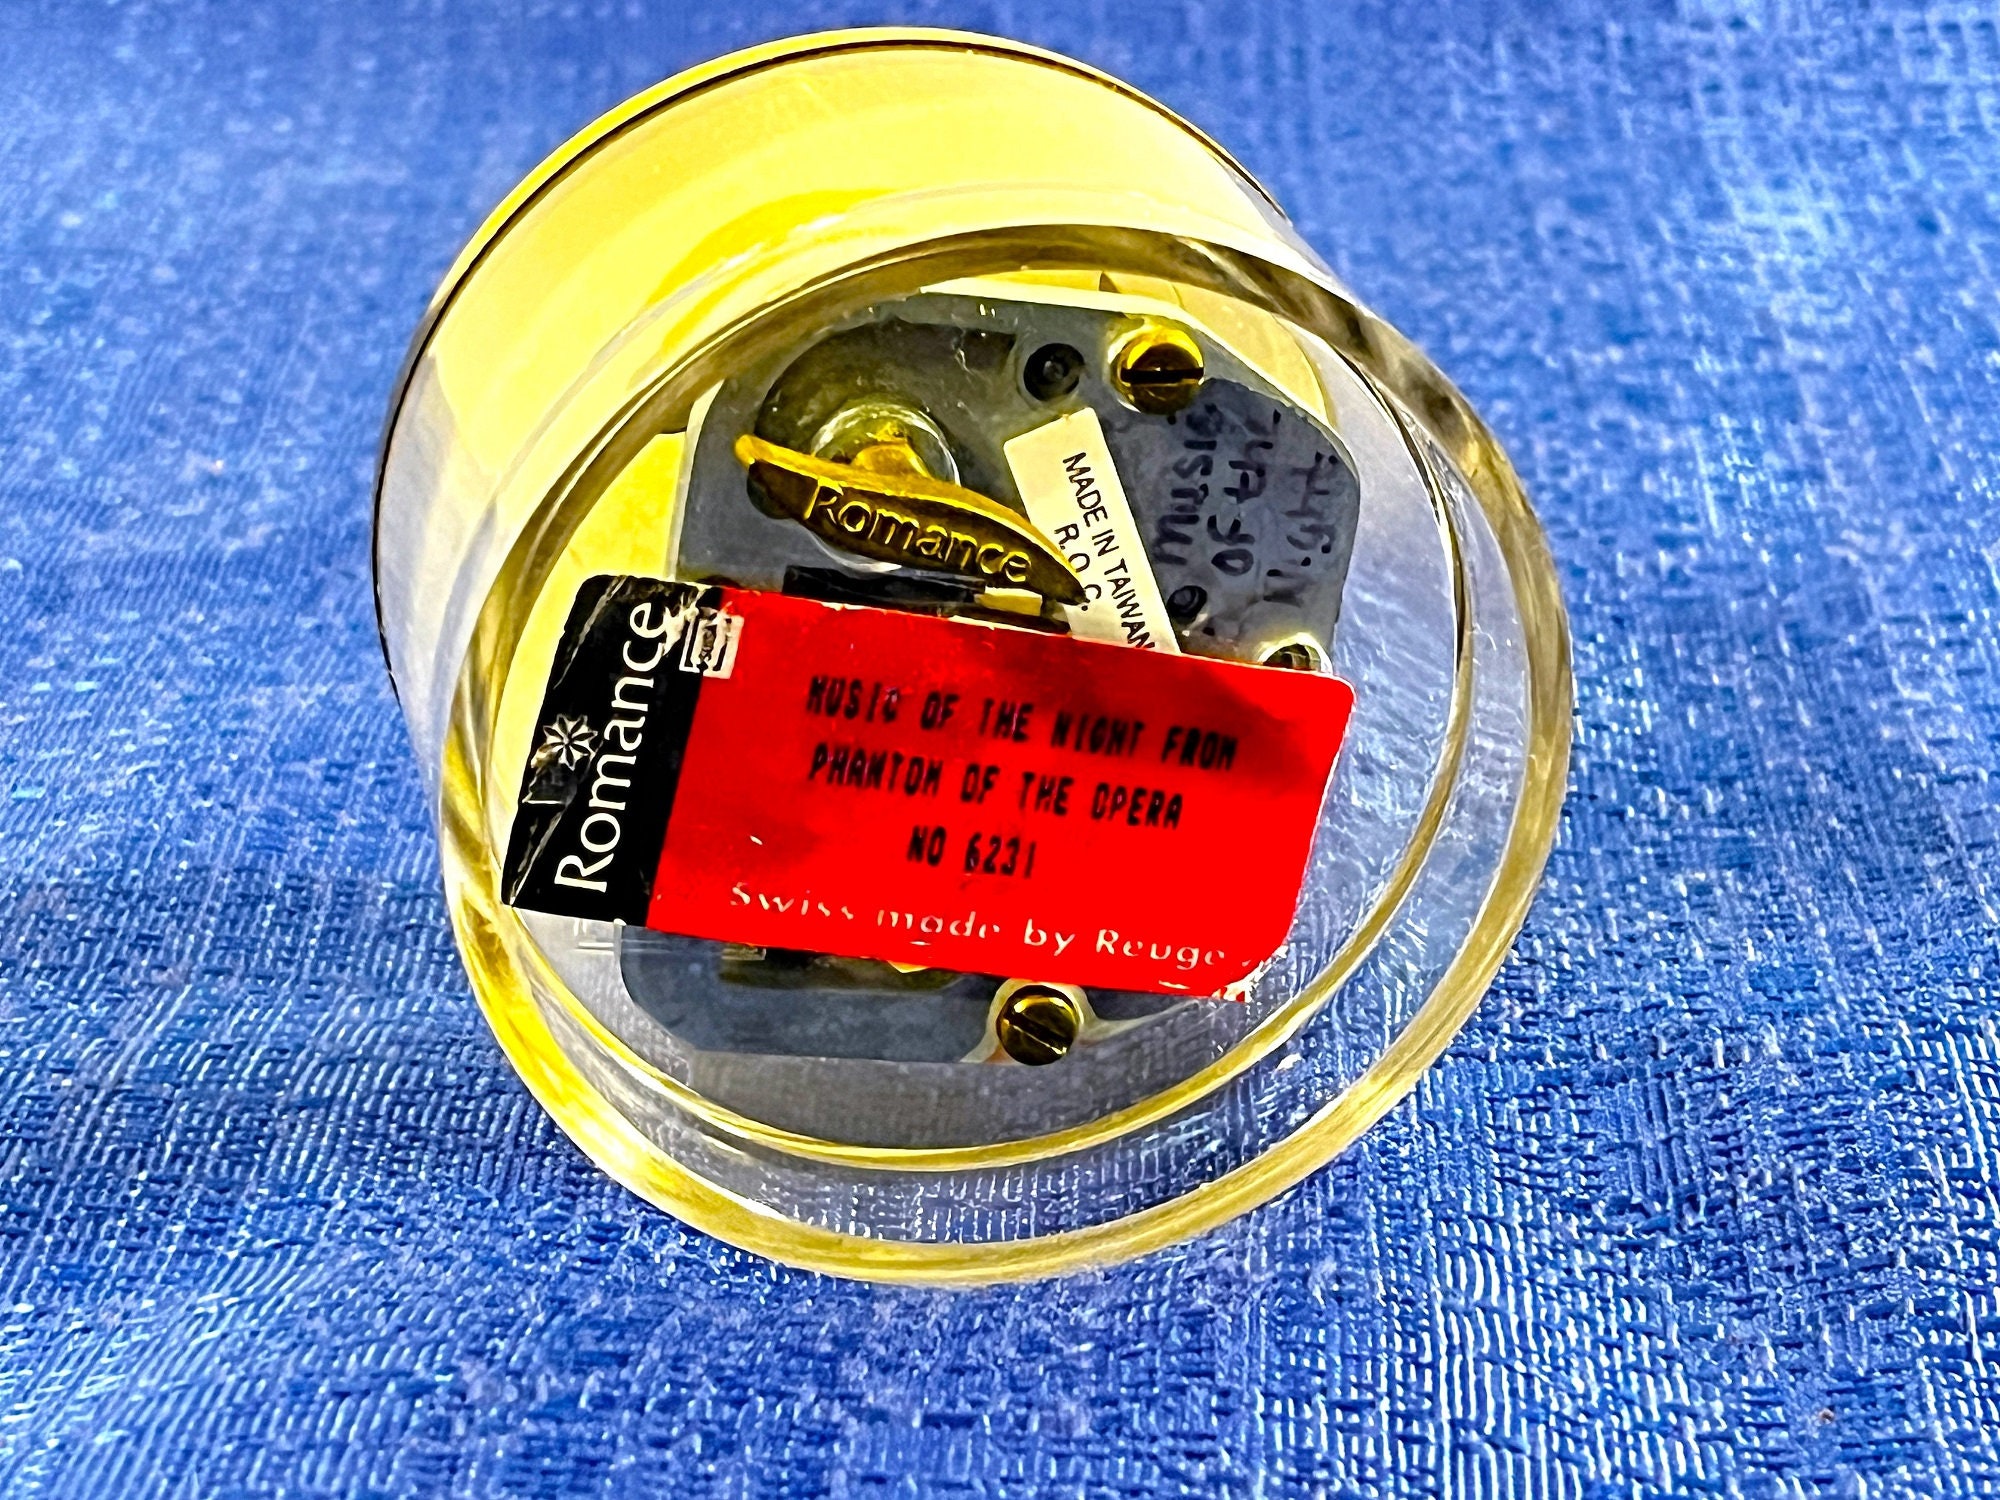 Romance
MADE IN TAIWAN
R.O.C.
Romance
MUSIC OF THE NIGHT FROM
PHANTOM OF THE OPERA
NO 6231
Swiss made by Reuge